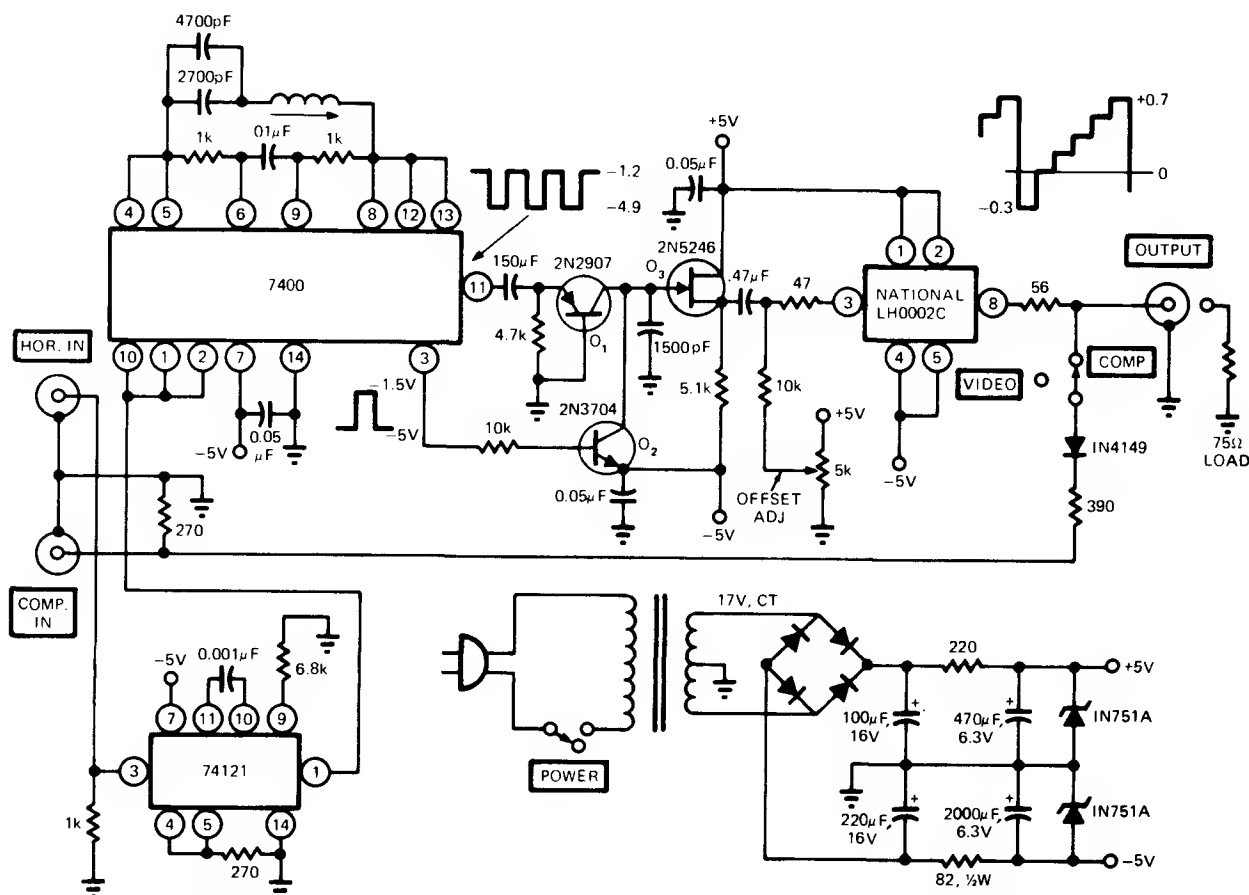 4700pF
2700pF
1k
.01µF
1k
4
5
6
9
8
12
13
7400
11
10
1
2
7
14
3
HOR. IN
COMP. IN
-5V
0.05 µF
270
-1.2
-4.9
150µF
2N2907
Q1
4.7k
-1.5V
-5V
10k
2N3704
Q2
0.05µF
+5V
0.05µF
2N5246
Q3
.47µF
1500pF
47
5.1k
10k
-5V
OFFSET ADJ
+5V
5k
1
2
3
NATIONAL LH0002C
8
4
5
-5V
56
+0.7
0
-0.3
OUTPUT
VIDEO
COMP
75Ω LOAD
IN4149
390
-5V
0.001µF
6.8k
7
11
10
9
3
74121
1
4
5
14
1k
270
POWER
17V, CT
220
+5V
100µF, 16V
470µF, 6.3V
IN751A
220µF, 16V
2000µF, 6.3V
IN751A
-5V
82, ½W